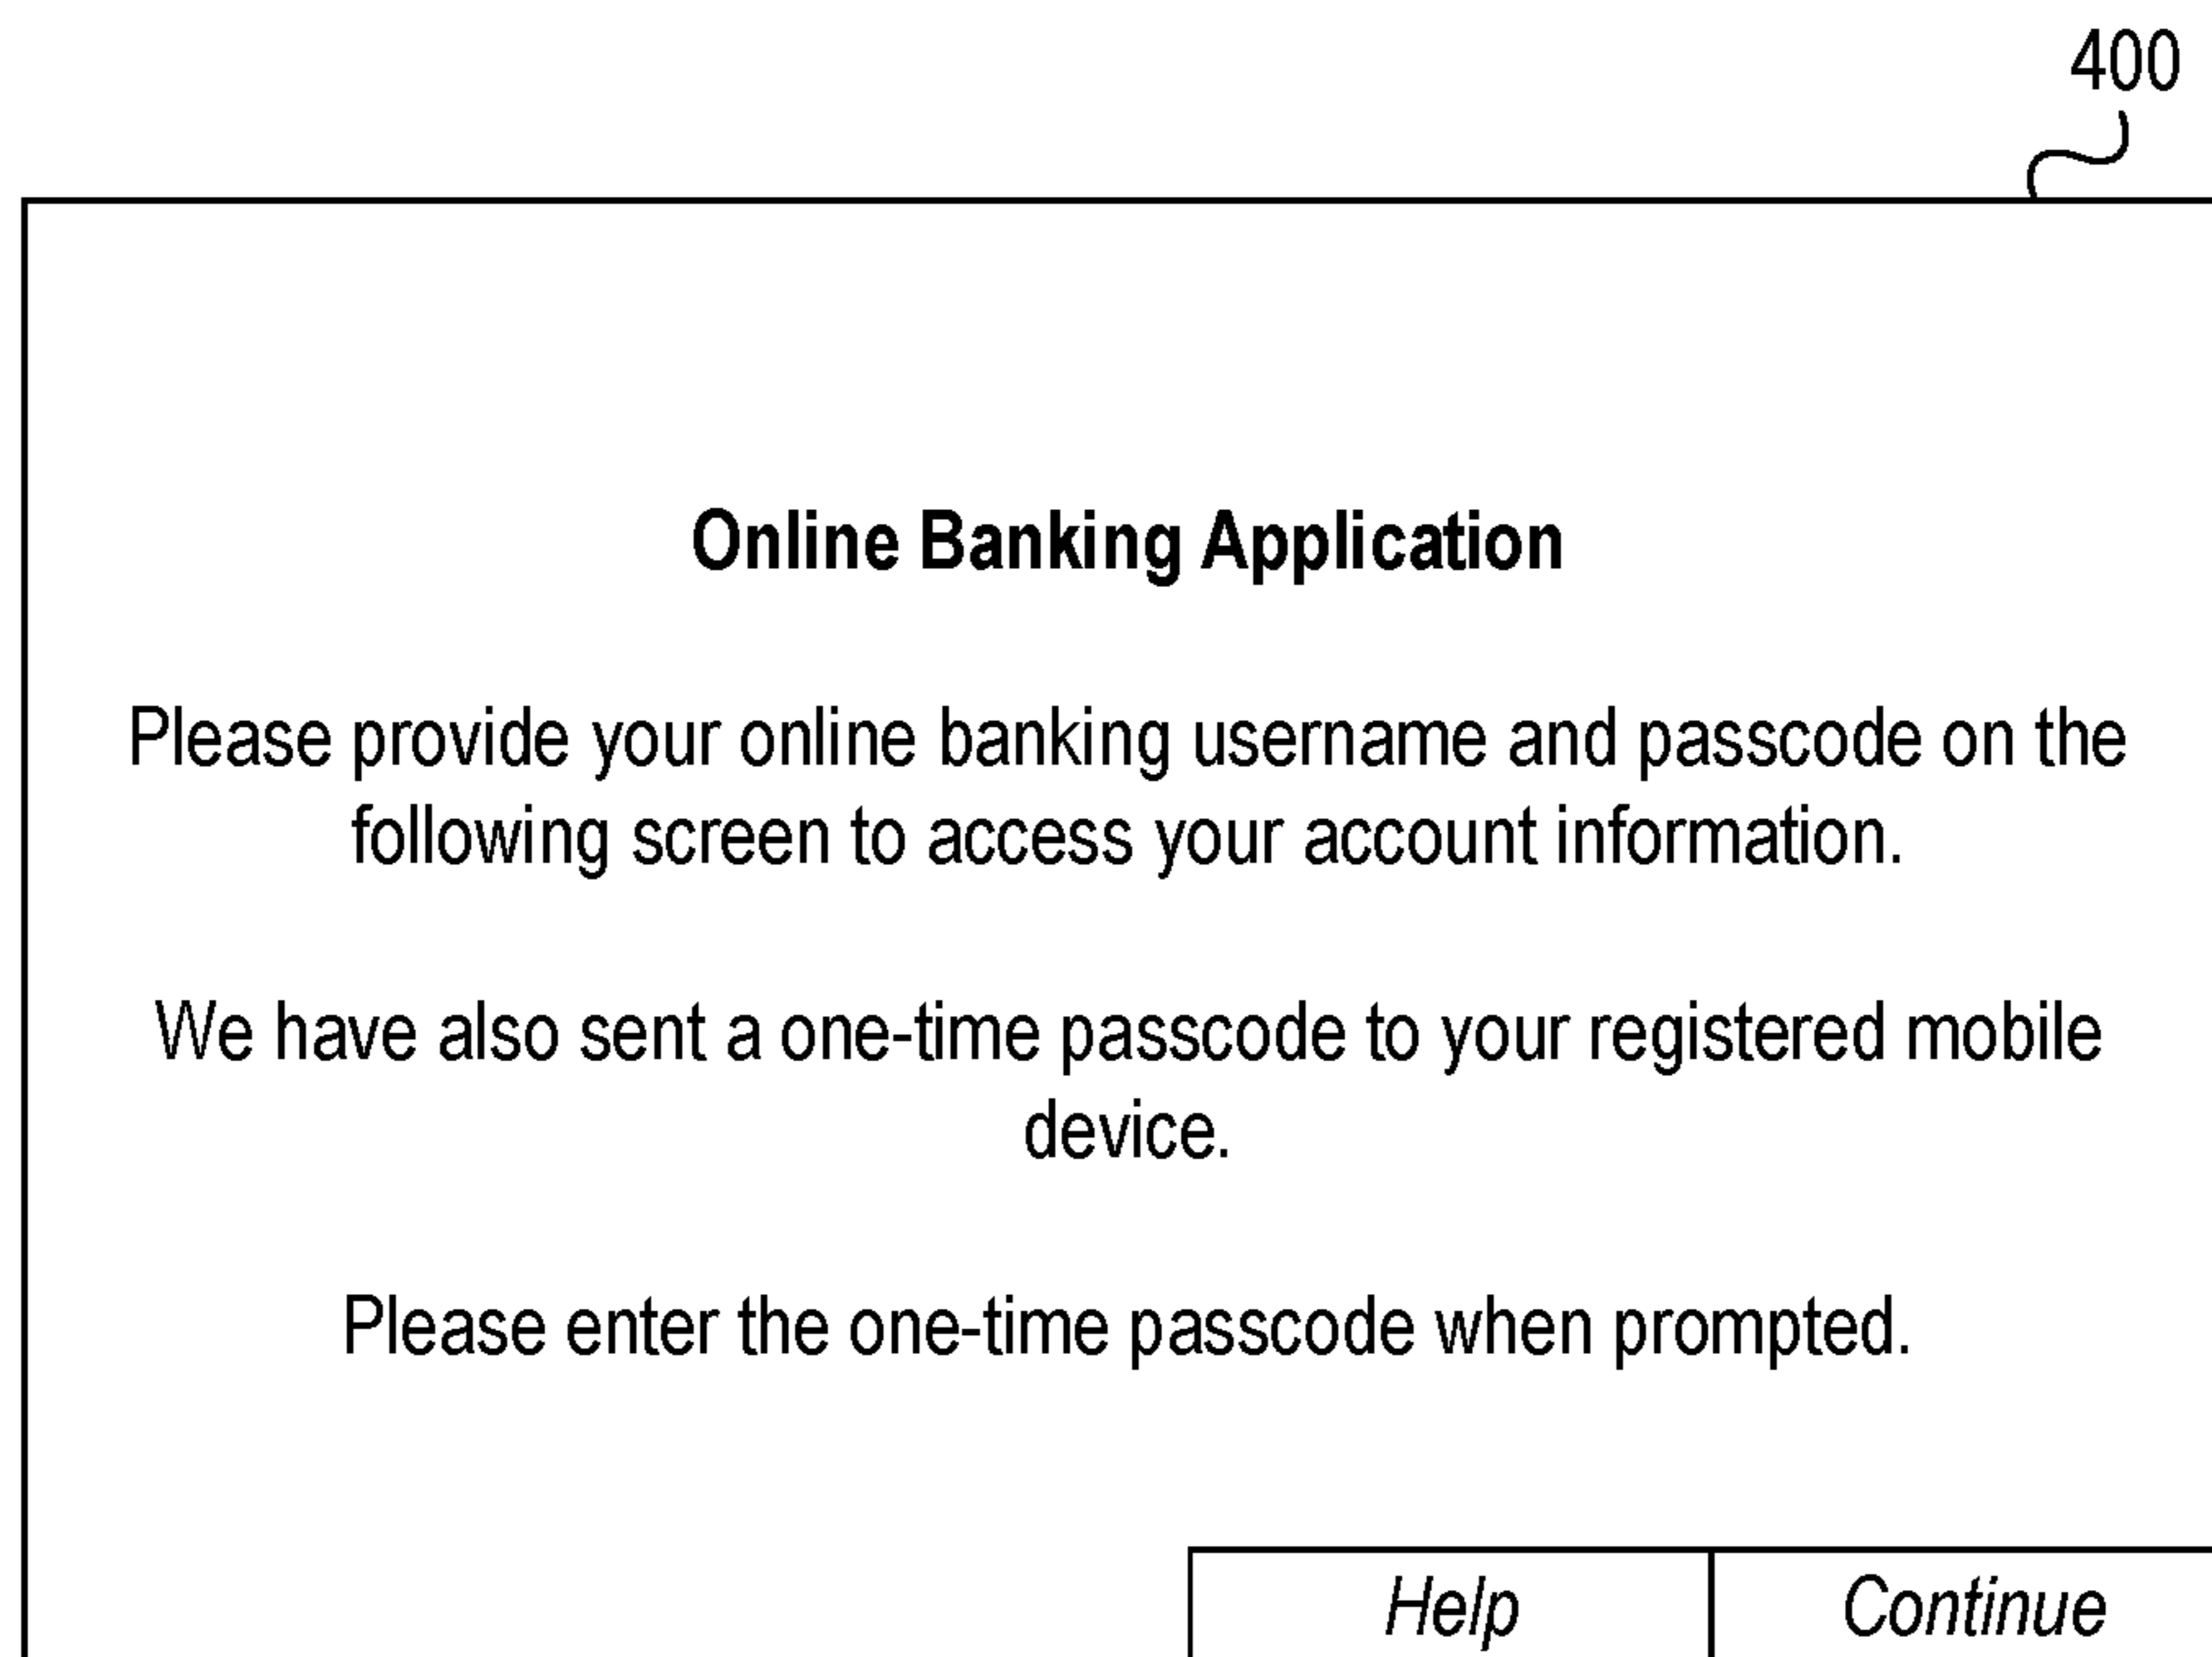 400
Online Banking Application
Please provide your online banking username and passcode on the
following screen to access your account information.
We have also sent a one-time passcode to your registered mobile
device.
Please enter the one-time passcode when prompted.
Help
Continue